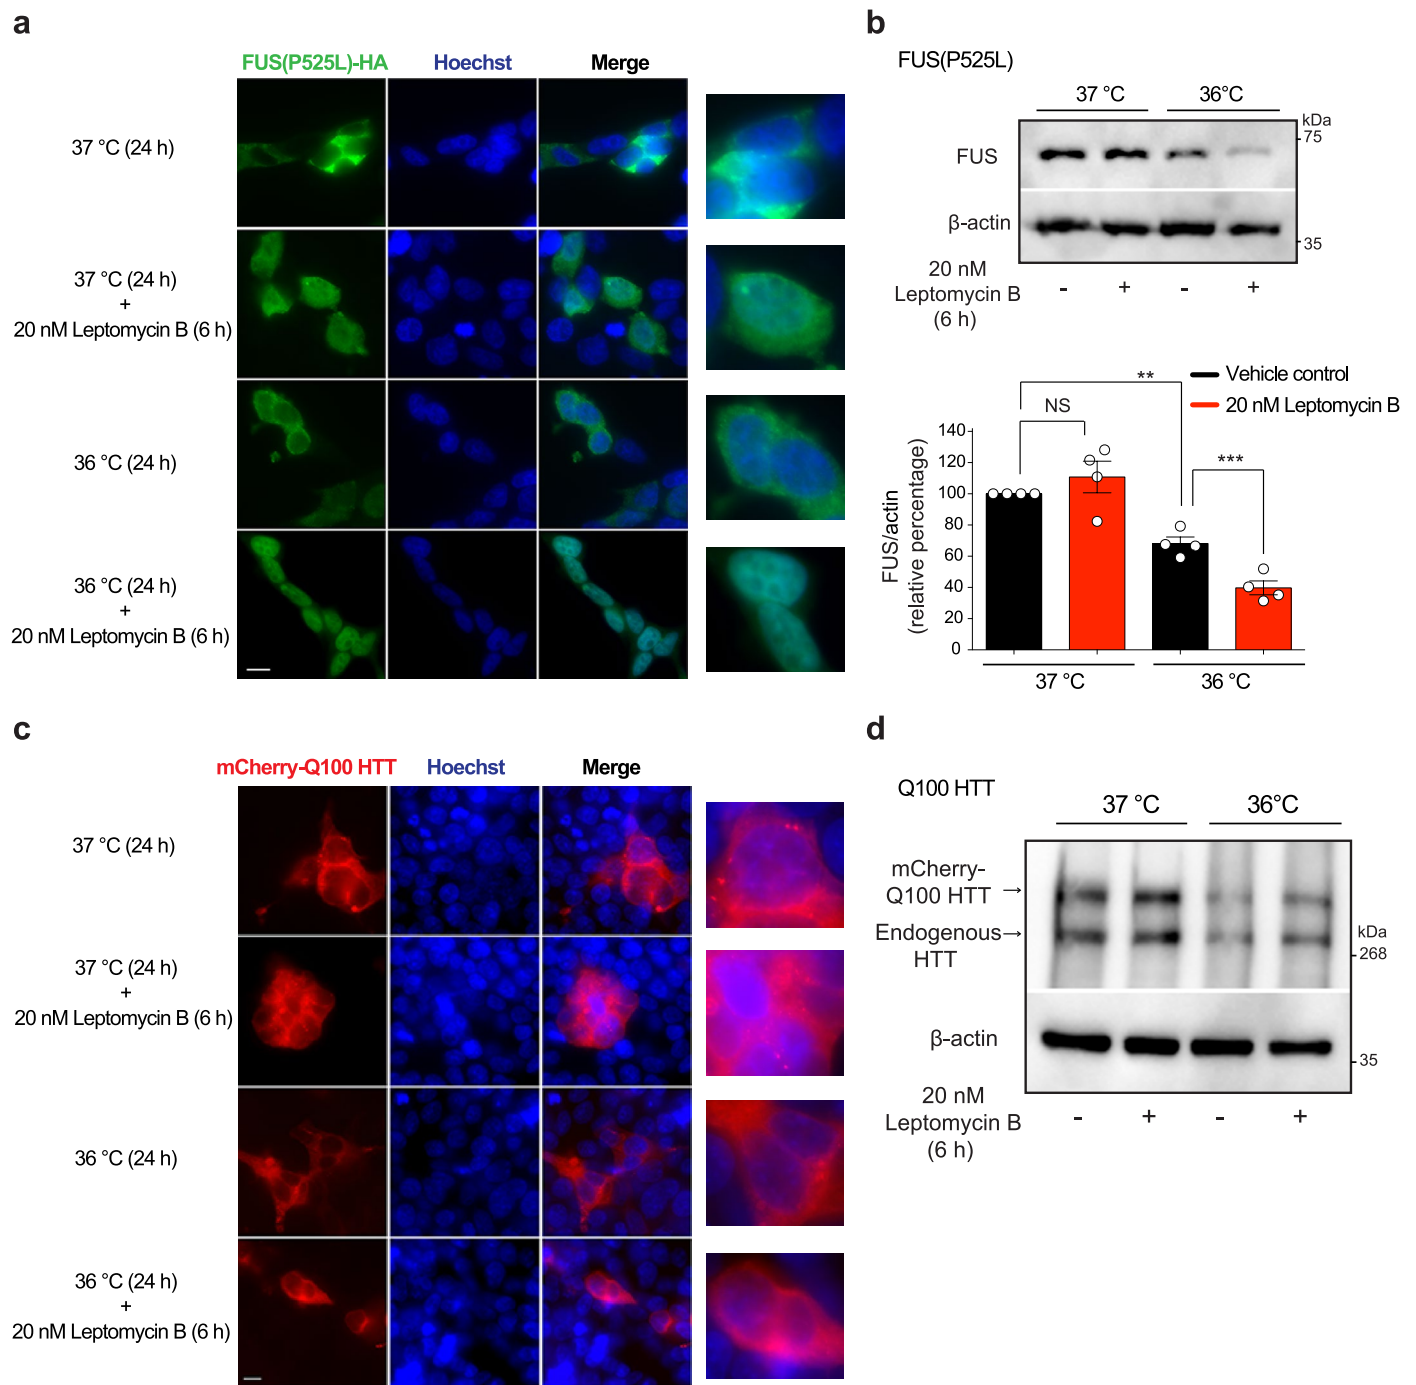 a
FUS(P525L)-HA Hoechst Merge
37 °C (24 h)
37 °C (24 h)
+
20 nM Leptomycin B (6 h)
36 °C (24 h)
36 °C (24 h)
+
20 nM Leptomycin B (6 h)
b
FUS(P525L)
37 °C 36°C
kDa
75
FUS
β-actin
35
20 nM
Leptomycin B
(6 h)
- + - +
Vehicle control
20 nM Leptomycin B
**
NS
***
FUS/actin
(relative percentage)
140
120
100
80
60
40
20
0
37 °C 36 °C
c
mCherry-Q100 HTT Hoechst Merge
37 °C (24 h)
37 °C (24 h)
+
20 nM Leptomycin B (6 h)
36 °C (24 h)
36 °C (24 h)
+
20 nM Leptomycin B (6 h)
d
Q100 HTT
37 °C 36°C
mCherry-
Q100 HTT →
Endogenous →
HTT
kDa
268
β-actin
35
20 nM
Leptomycin B
(6 h)
- + - +